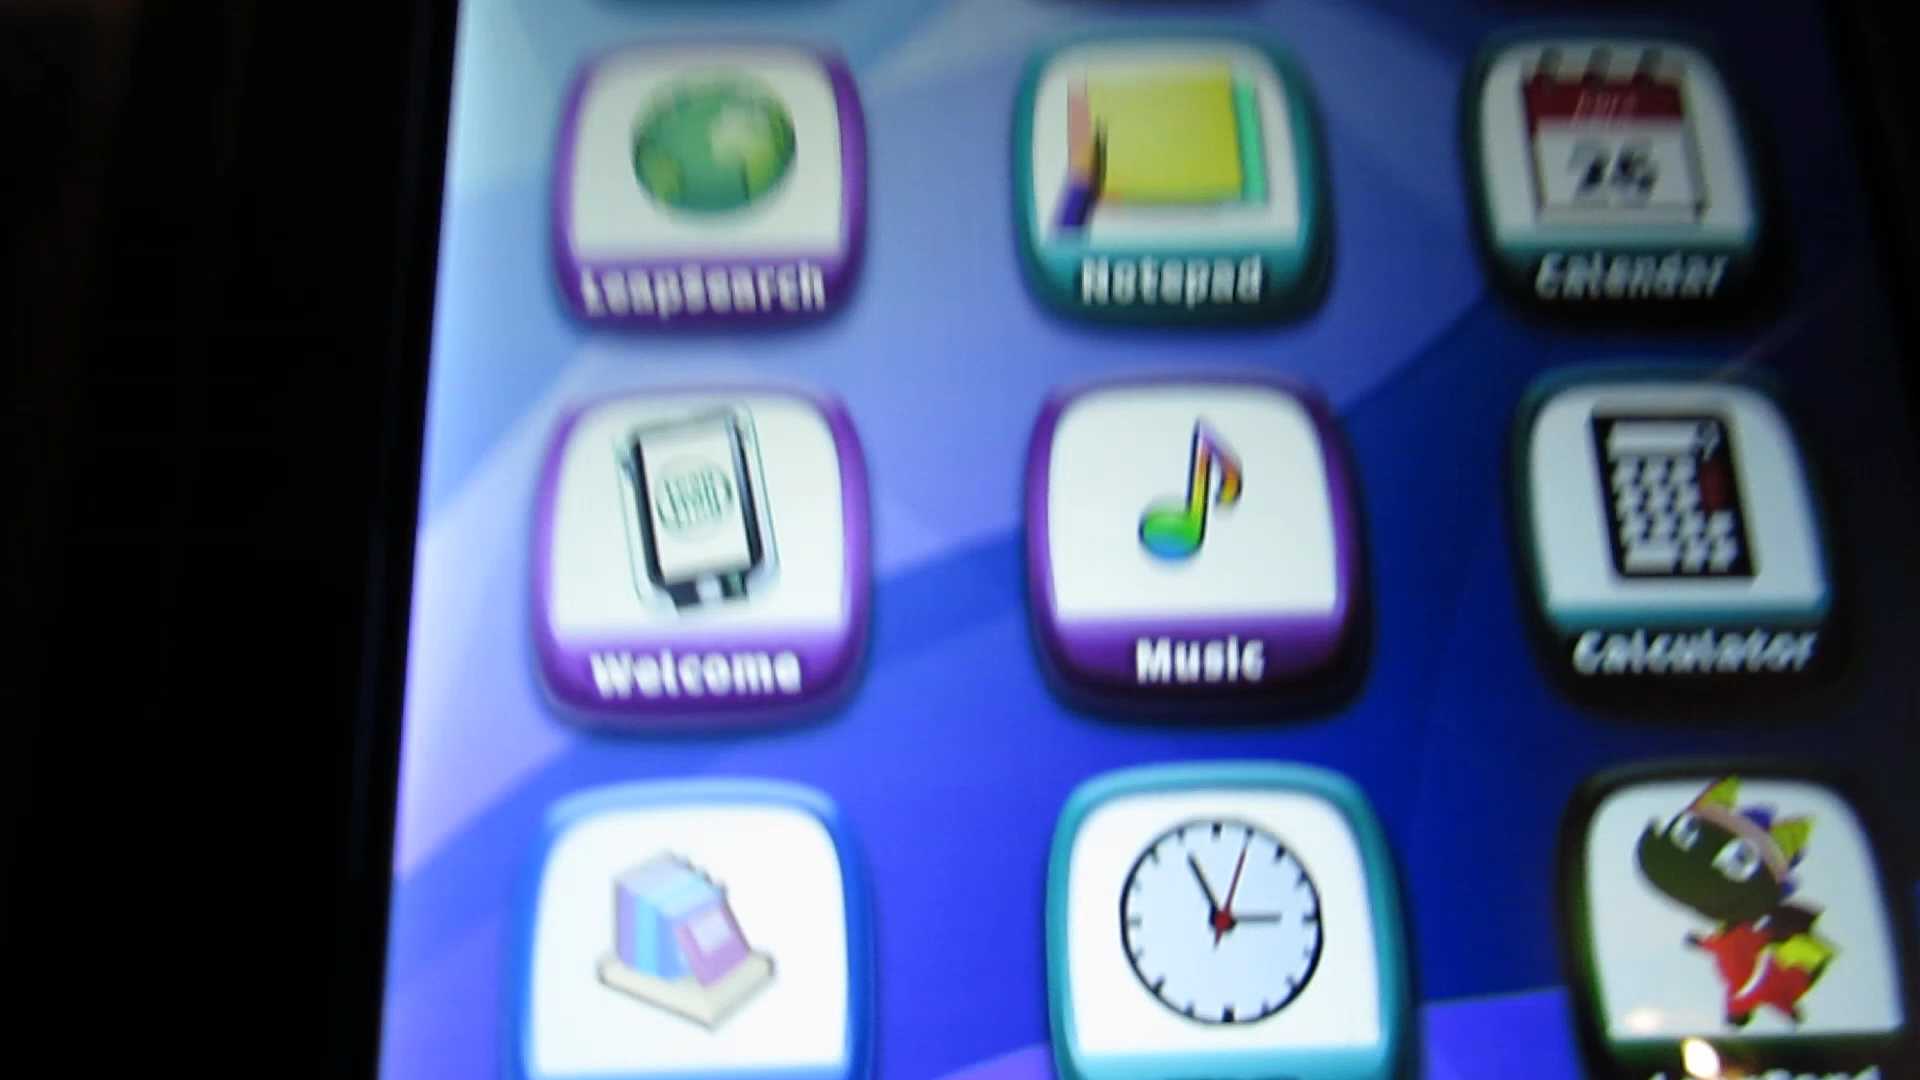 LeapSearch
Notepad
Calendar
Welcome
Music
Calculator